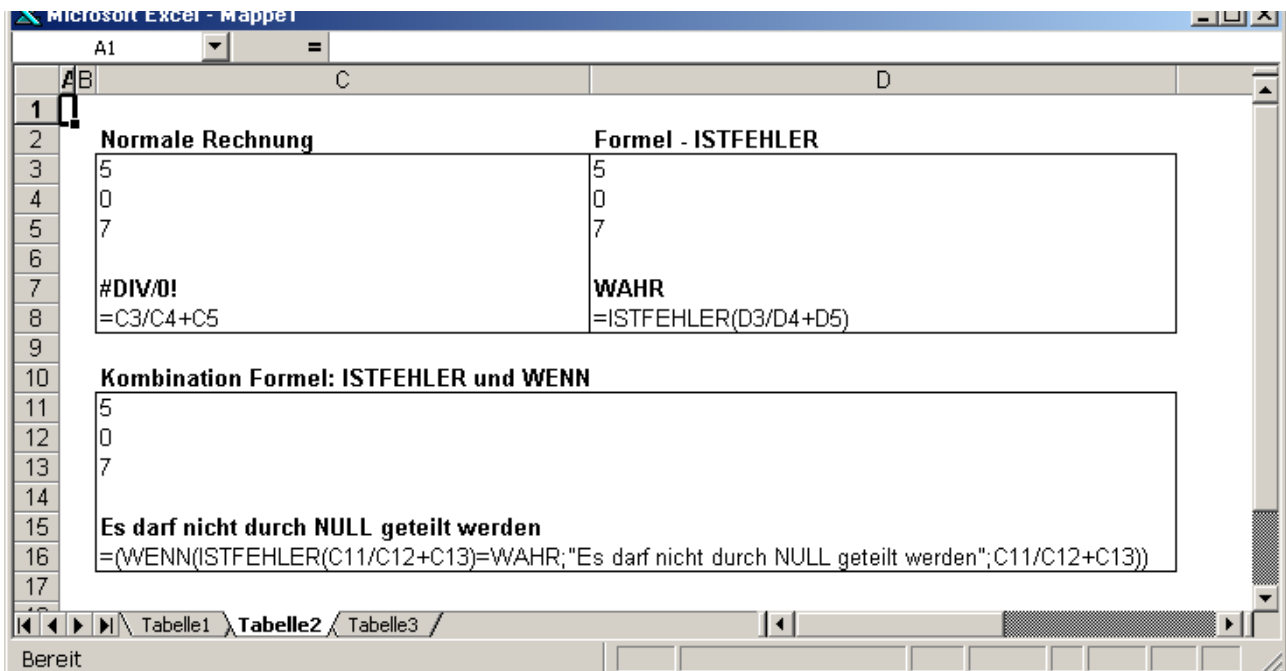 Microsoft Excel - Mappe1
A1 =
A B C D
1
2 Normale Rechnung Formel - ISTFEHLER
3 5 5
4 0 0
5 7 7
6
7 #DIV/0! WAHR
8 =C3/C4+C5 =ISTFEHLER(D3/D4+D5)
9
10 Kombination Formel: ISTFEHLER und WENN
11 5
12 0
13 7
14
15 Es darf nicht durch NULL geteilt werden
16 =(WENN(ISTFEHLER(C11/C12+C13)=WAHR;"Es darf nicht durch NULL geteilt werden";C11/C12+C13))
17
Tabelle1 Tabelle2 Tabelle3
Bereit